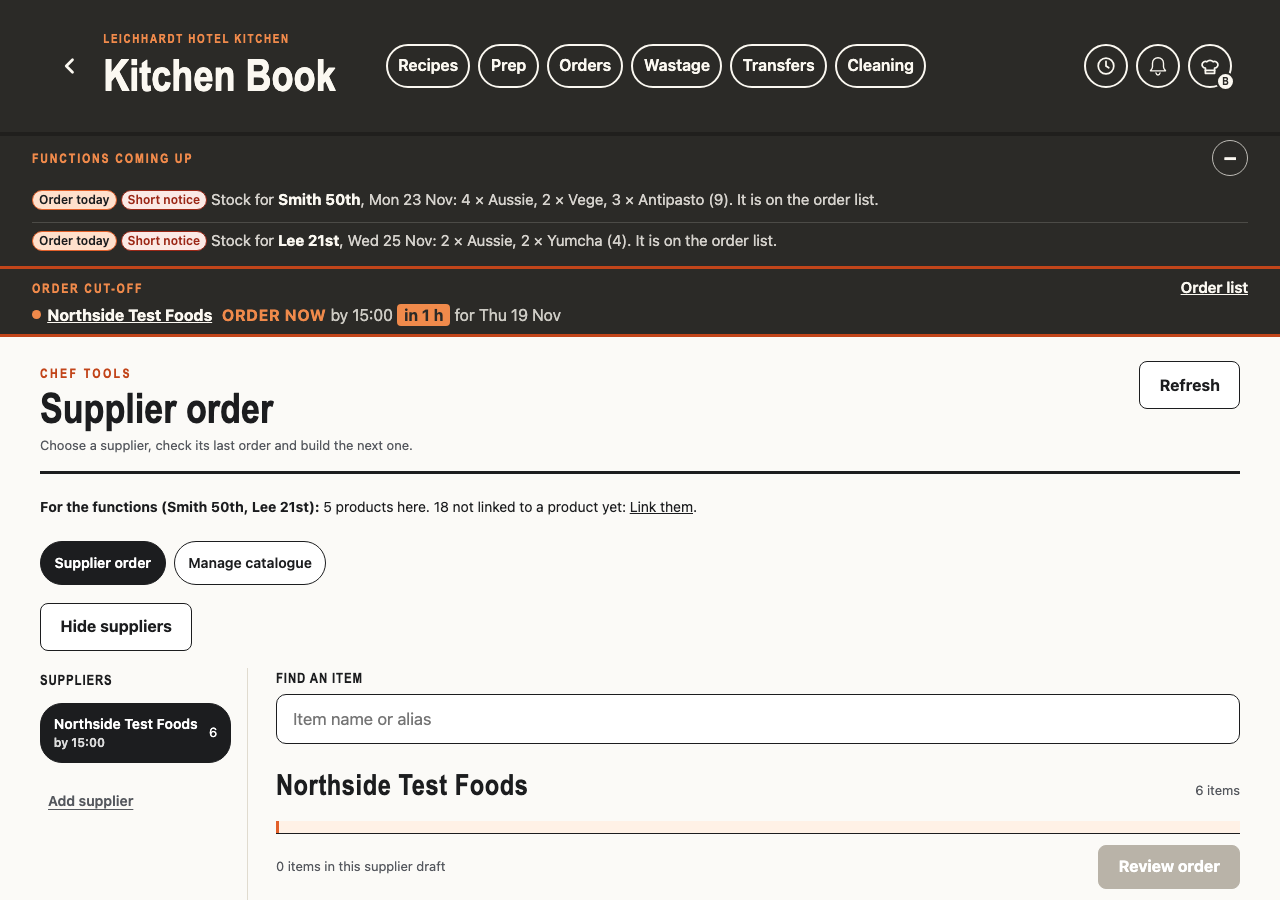 LEICHHARDT HOTEL KITCHEN
Kitchen Book
Recipes Prep Orders Wastage Transfers Cleaning
B
FUNCTIONS COMING UP
Order today Short notice Stock for Smith 50th, Mon 23 Nov: 4 × Aussie, 2 × Vege, 3 × Antipasto (9). It is on the order list.
Order today Short notice Stock for Lee 21st, Wed 25 Nov: 2 × Aussie, 2 × Yumcha (4). It is on the order list.
ORDER CUT-OFF
Order list
Northside Test Foods ORDER NOW by 15:00 in 1 h for Thu 19 Nov
CHEF TOOLS
Supplier order
Refresh
Choose a supplier, check its last order and build the next one.
For the functions (Smith 50th, Lee 21st): 5 products here. 18 not linked to a product yet: Link them.
Supplier order Manage catalogue
Hide suppliers
SUPPLIERS
Northside Test Foods
by 15:00
6
Add supplier
FIND AN ITEM
Item name or alias
Northside Test Foods
6 items
0 items in this supplier draft
Review order